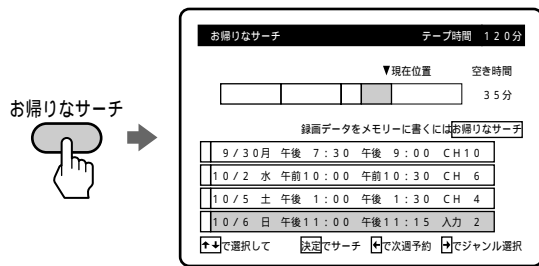 お帰りなサーチ
お帰りなサーチ テープ時間 120分
▼現在位置 空き時間
35分
録画データをメモリーに書くにはお帰りなサーチ
9/30月 午後 7:30 午後 9:00 CH10
10/2 水 午前10:00 午前10:30 CH 6
10/5 土 午後 1:00 午後 1:30 CH 4
10/6 日 午後11:00 午後11:15 入力 2
↑↓で選択して 決定でサーチ ←で次週予約 →でジャンル選択